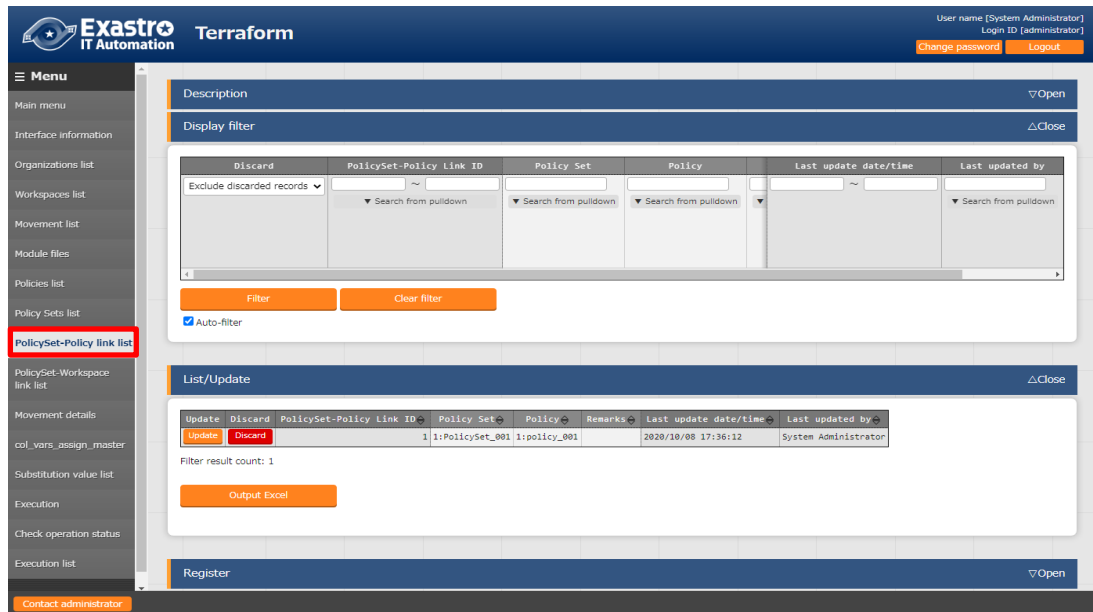 Exastro
IT Automation
Terraform
User name [System Administrator]
Login ID [administrator]
Change password
Logout
☰ Menu
Main menu
Interface information
Organizations list
Workspaces list
Movement list
Module files
Policies list
Policy Sets list
PolicySet-Policy link list
PolicySet-Workspace
link list
Movement details
col_vars_assign_master
Substitution value list
Execution
Check operation status
Execution list
Contact administrator
Description ▽Open
Display filter △Close
Discard PolicySet-Policy Link ID Policy Set Policy Last update date/time Last updated by
Exclude discarded records ~ ~
▼ Search from pulldown ▼ Search from pulldown ▼ Search from pulldown ▼ ▼ Search from pulldown
Filter Clear filter
Auto-filter
List/Update △Close
Update Discard PolicySet-Policy Link ID Policy Set Policy Remarks Last update date/time Last updated by
Update Discard 1 1:PolicySet_001 1:policy_001 2020/10/08 17:36:12 System Administrator
Filter result count: 1
Output Excel
Register ▽Open